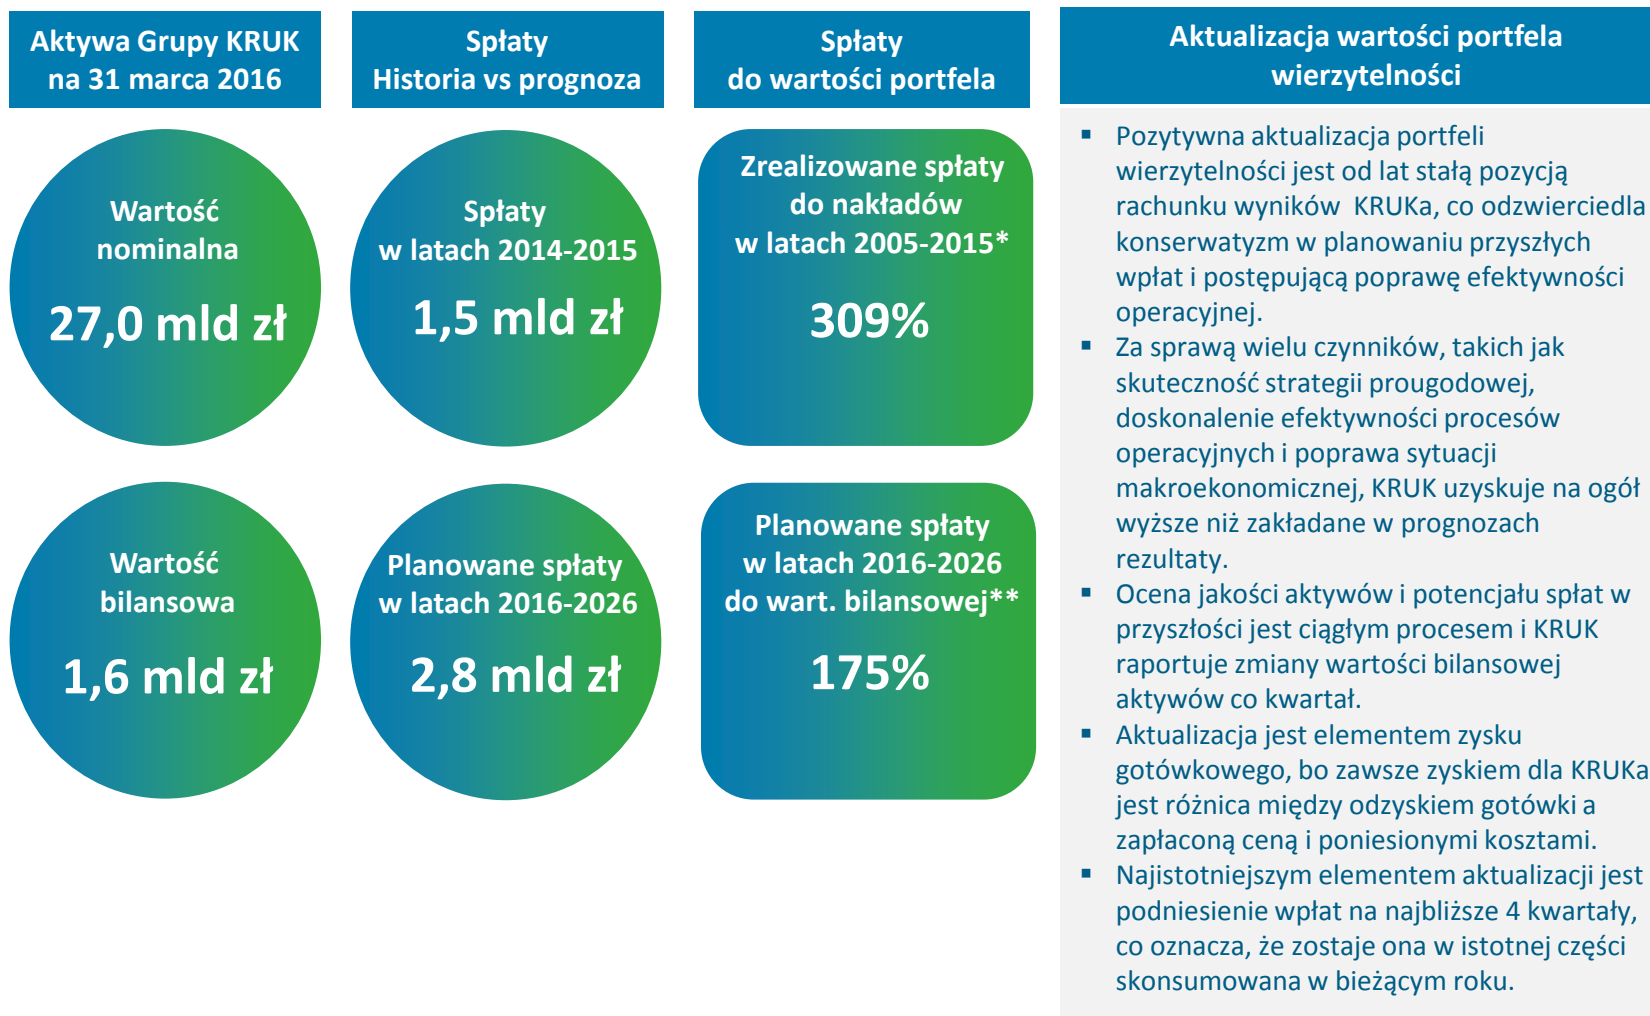 Aktywa Grupy KRUK
na 31 marca 2016
Wartość
nominalna
27,0 mld zł
Wartość
bilansowa
1,6 mld zł
Spłaty
Historia vs prognoza
Spłaty
w latach 2014-2015
1,5 mld zł
Planowane spłaty
w latach 2016-2026
2,8 mld zł
Spłaty
do wartości portfela
Zrealizowane spłaty
do nakładów
w latach 2005-2015*
309%
Planowane spłaty
w latach 2016-2026
do wart. bilansowej**
175%
Aktualizacja wartości portfela
wierzytelności
▪ Pozytywna aktualizacja portfeli
wierzytelności jest od lat stałą pozycją
rachunku wyników KRUKa, co odzwierciedla
konserwatyzm w planowaniu przyszłych
wpłat i postępującą poprawę efektywności
operacyjnej.
▪ Za sprawą wielu czynników, takich jak
skuteczność strategii prougodowej,
doskonalenie efektywności procesów
operacyjnych i poprawa sytuacji
makroekonomicznej, KRUK uzyskuje na ogół
wyższe niż zakładane w prognozach
rezultaty.
▪ Ocena jakości aktywów i potencjału spłat w
przyszłości jest ciągłym procesem i KRUK
raportuje zmiany wartości bilansowej
aktywów co kwartał.
▪ Aktualizacja jest elementem zysku
gotówkowego, bo zawsze zyskiem dla KRUKa
jest różnica między odzyskiem gotówki a
zapłaconą ceną i poniesionymi kosztami.
▪ Najistotniejszym elementem aktualizacji jest
podniesienie wpłat na najbliższe 4 kwartały,
co oznacza, że zostaje ona w istotnej części
skonsumowana w bieżącym roku.